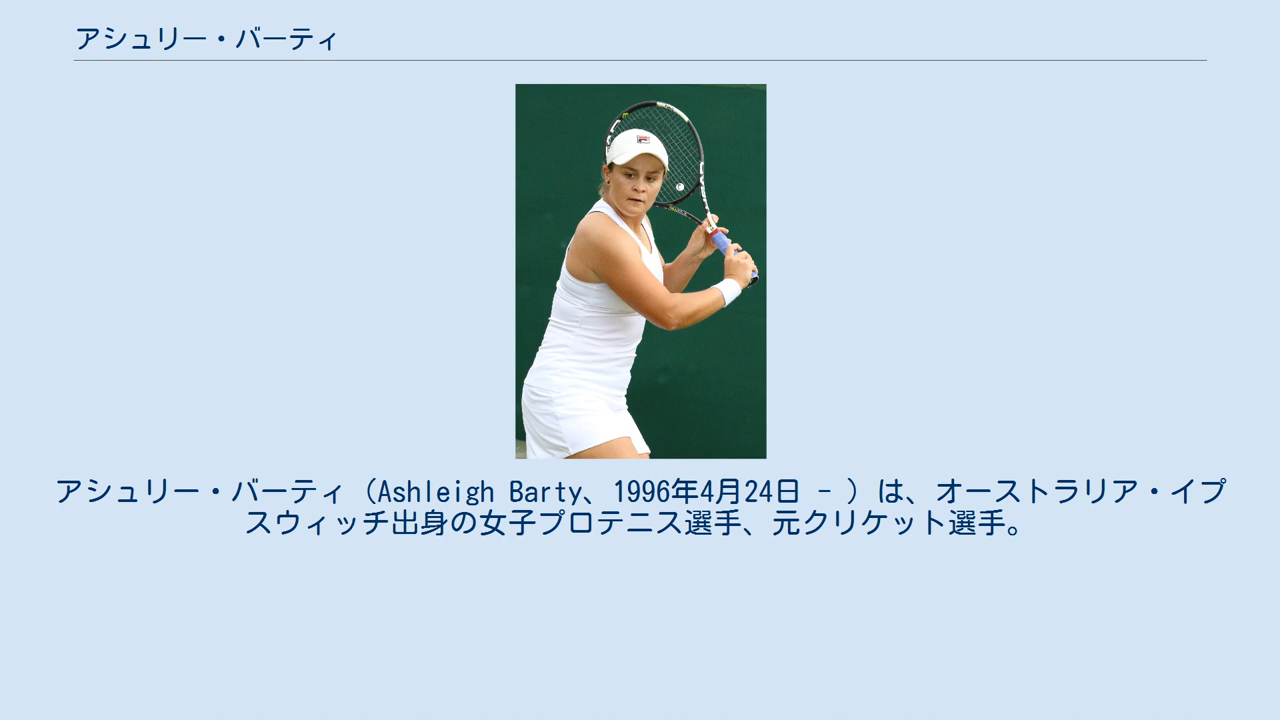 アシュリー・バーティ
アシュリー・バーティ（Ashleigh Barty、1996年4月24日 - ）は、オーストラリア・イプ
スウィッチ出身の女子プロテニス選手、元クリケット選手。